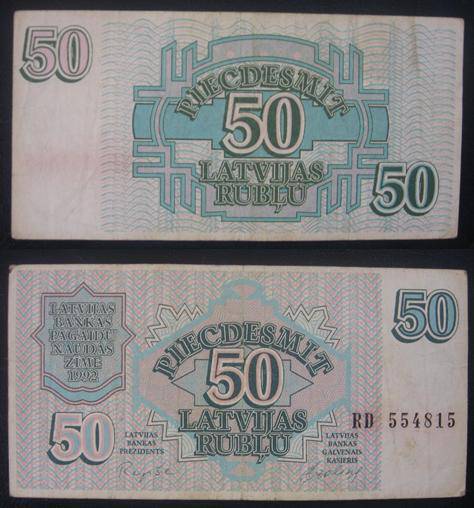 50
PIECDESMIT
50
LATVIJAS
RUBĻU
50
LATVIJAS
BANKAS
PAGAIDU
NAUDAS
ZĪME
1992
50
PIECDESMIT
50
LATVIJAS
RUBĻU
RD 554815
50
LATVIJAS
BANKAS
PREZIDENTS
LATVIJAS
BANKAS
GALVENAIS
KASIERIS